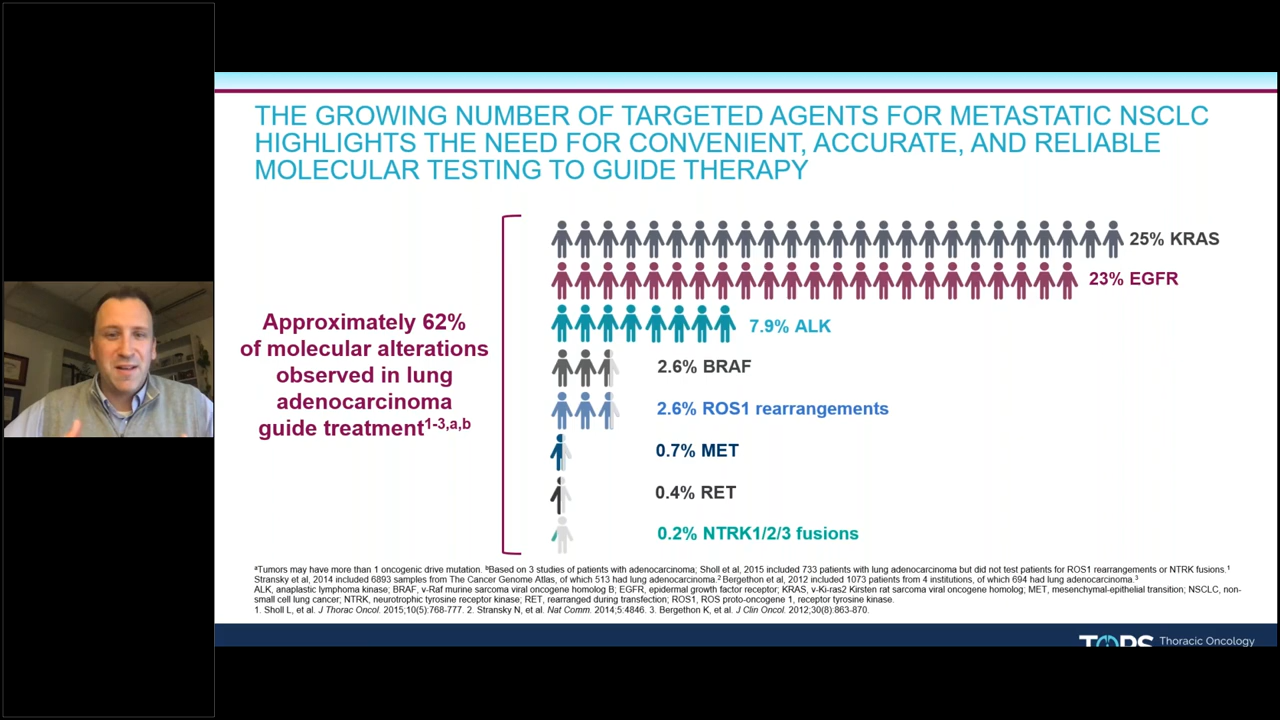 THE GROWING NUMBER OF TARGETED AGENTS FOR METASTATIC NSCLC
HIGHLIGHTS THE NEED FOR CONVENIENT, ACCURATE, AND RELIABLE
MOLECULAR TESTING TO GUIDE THERAPY
Approximately 62%
of molecular alterations
observed in lung
adenocarcinoma
guide treatment1-3,a,b
25% KRAS
23% EGFR
7.9% ALK
2.6% BRAF
2.6% ROS1 rearrangements
0.7% MET
0.4% RET
0.2% NTRK1/2/3 fusions
aTumors may have more than 1 oncogenic drive mutation. bBased on 3 studies of patients with adenocarcinoma; Sholl et al, 2015 included 733 patients with lung adenocarcinoma but did not test patients for ROS1 rearrangements or NTRK fusions.1
Stransky et al, 2014 included 6893 samples from The Cancer Genome Atlas, of which 513 had lung adenocarcinoma.2 Bergethon et al, 2012 included 1073 patients from 4 institutions, of which 694 had lung adenocarcinoma.3
ALK, anaplastic lymphoma kinase; BRAF, v-Raf murine sarcoma viral oncogene homolog B; EGFR, epidermal growth factor receptor; KRAS, v-Ki-ras2 Kirsten rat sarcoma viral oncogene homolog; MET, mesenchymal-epithelial transition; NSCLC, non-
small cell lung cancer; NTRK, neurotrophic tyrosine receptor kinase; RET, rearranged during transfection; ROS1, ROS proto-oncogene 1, receptor tyrosine kinase.
1. Sholl L, et al. J Thorac Oncol. 2015;10(5):768-777. 2. Stransky N, et al. Nat Comm. 2014;5:4846. 3. Bergethon K, et al. J Clin Oncol. 2012;30(8):863-870.
TOPS Thoracic Oncology